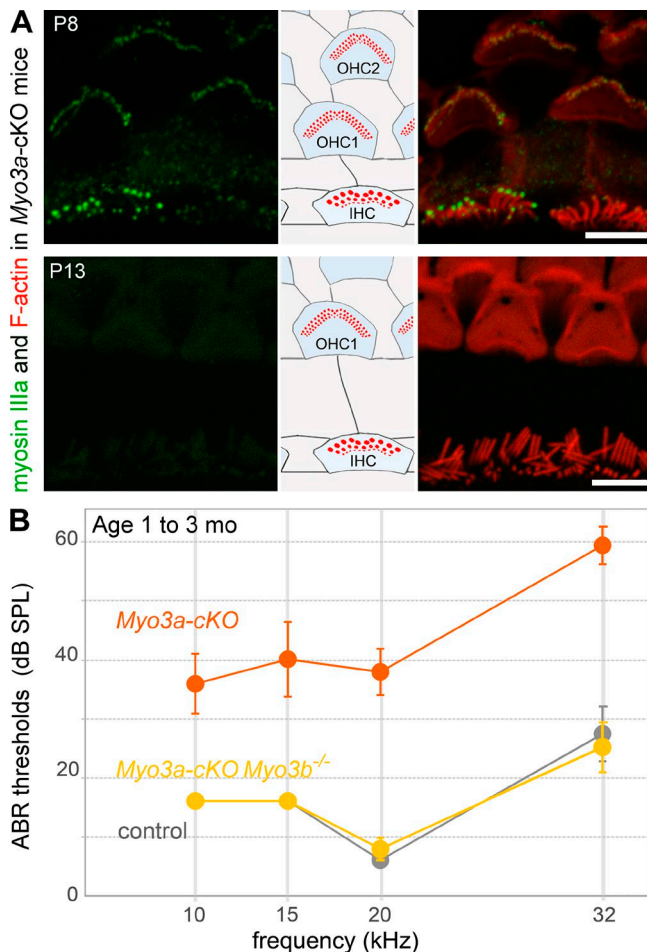 A
myosin IIIa and F-actin in Myo3a-cKO mice
P8
OHC2
OHC1
IHC
P13
OHC1
IHC
B
Age 1 to 3 mo
ABR thresholds (dB SPL)
60
40
20
0
Myo3a-cKO
Myo3a-cKO Myo3b⁻/⁻
control
10
15
20
32
frequency (kHz)